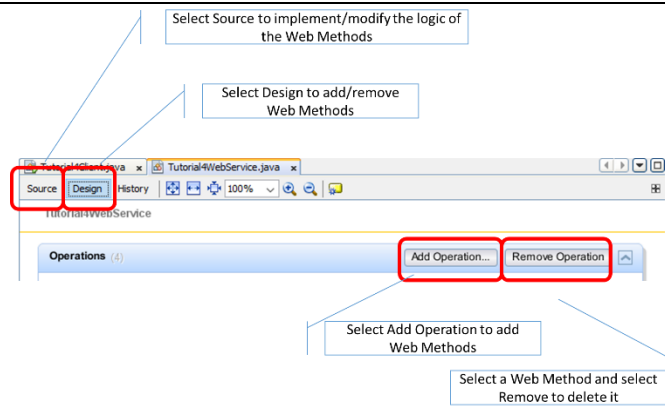 Select Source to implement/modify the logic of
the Web Methods
Select Design to add/remove
Web Methods
Tutorial4Client.java x Tutorial4WebService.java x
Source Design History 100%
Tutorial4WebService
Operations (4) Add Operation... Remove Operation
Select Add Operation to add
Web Methods
Select a Web Method and select
Remove to delete it